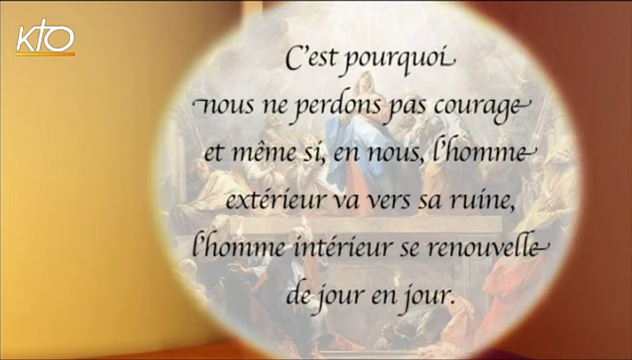 KTO
C'est pourquoi
nous ne perdons pas courage
et même si, en nous, l'homme
extérieur va vers sa ruine,
l'homme intérieur se renouvelle
de jour en jour.